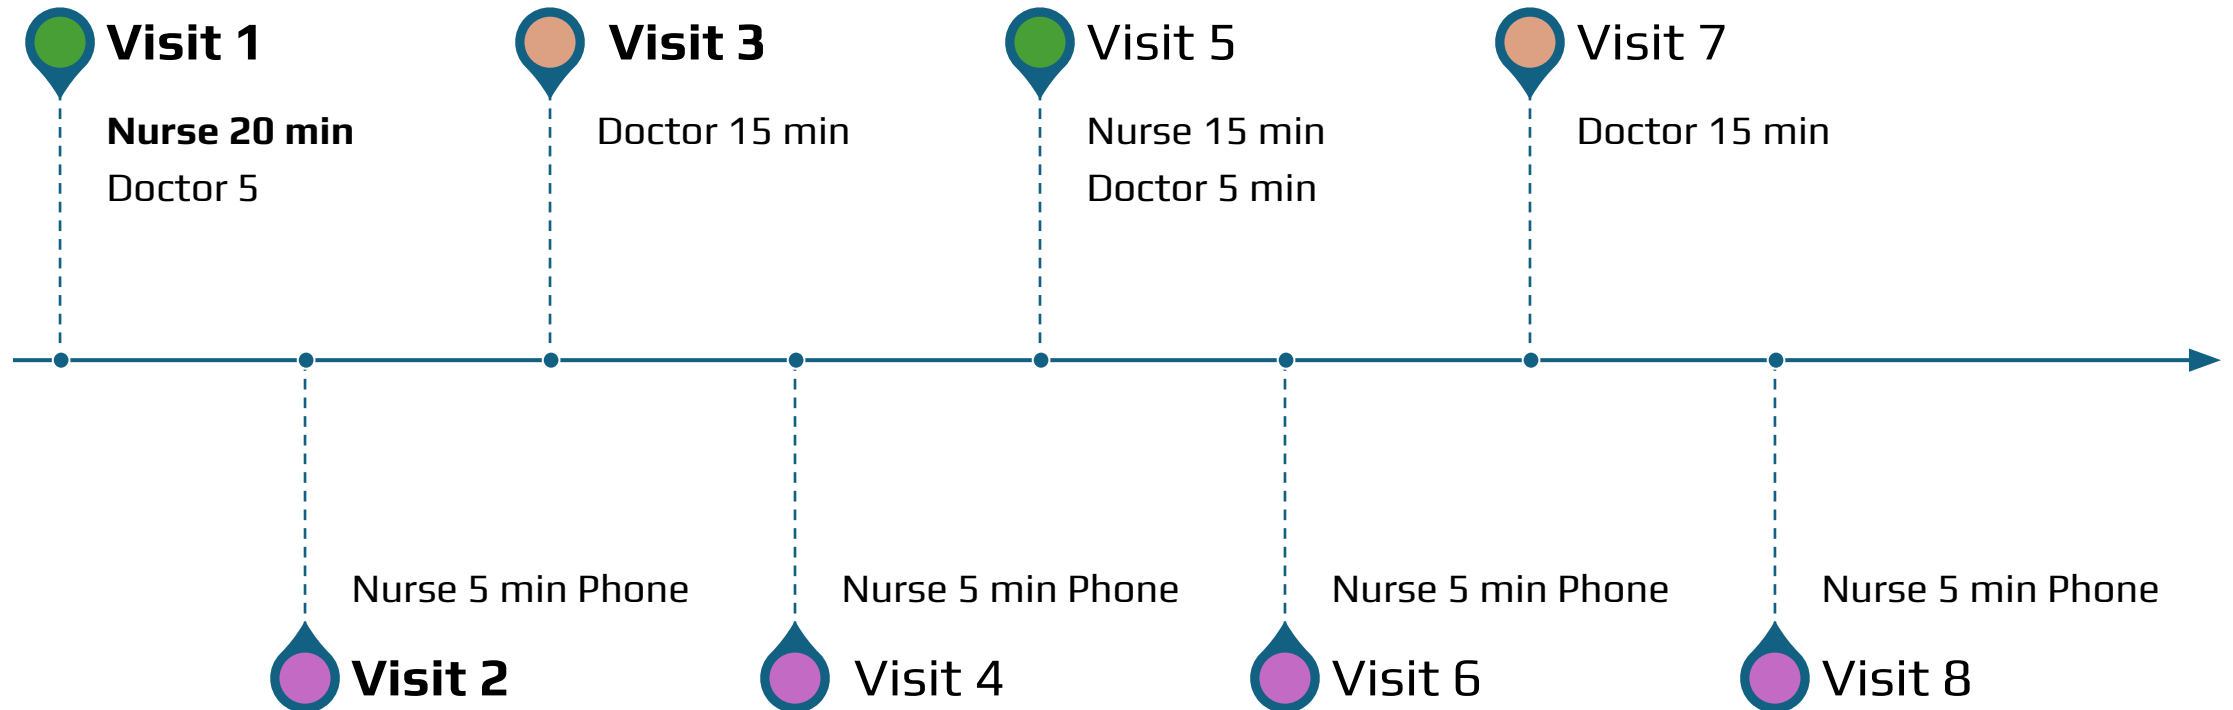 Visit 1
Nurse 20 min
Doctor 5
Visit 3
Doctor 15 min
Visit 5
Nurse 15 min
Doctor 5 min
Visit 7
Doctor 15 min
Nurse 5 min Phone
Visit 2
Nurse 5 min Phone
Visit 4
Nurse 5 min Phone
Visit 6
Nurse 5 min Phone
Visit 8